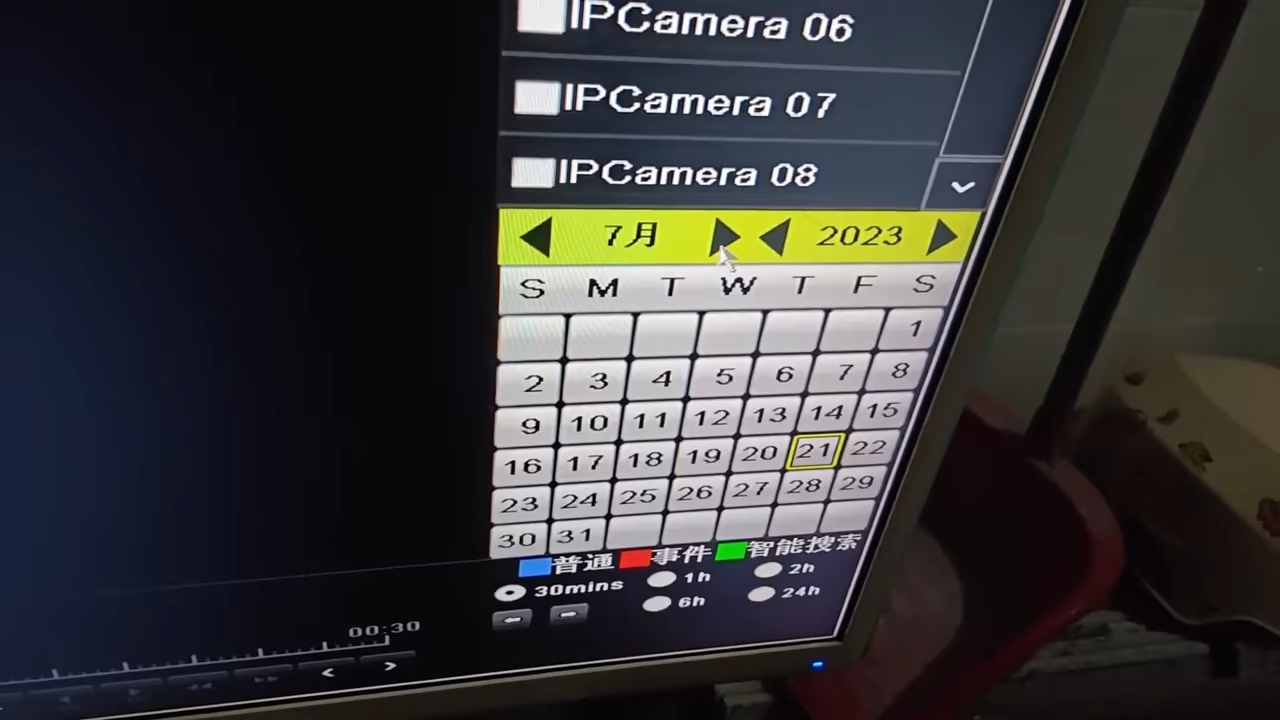 IPCamera 06
IPCamera 07
IPCamera 08
7月 2023
S M T W T F S
1
2 3 4 5 6 7 8
9 10 11 12 13 14 15
16 17 18 19 20 21 22
23 24 25 26 27 28 29
30 31
普通 事件 智能搜索
30mins 1h 2h
6h 24h
00:30